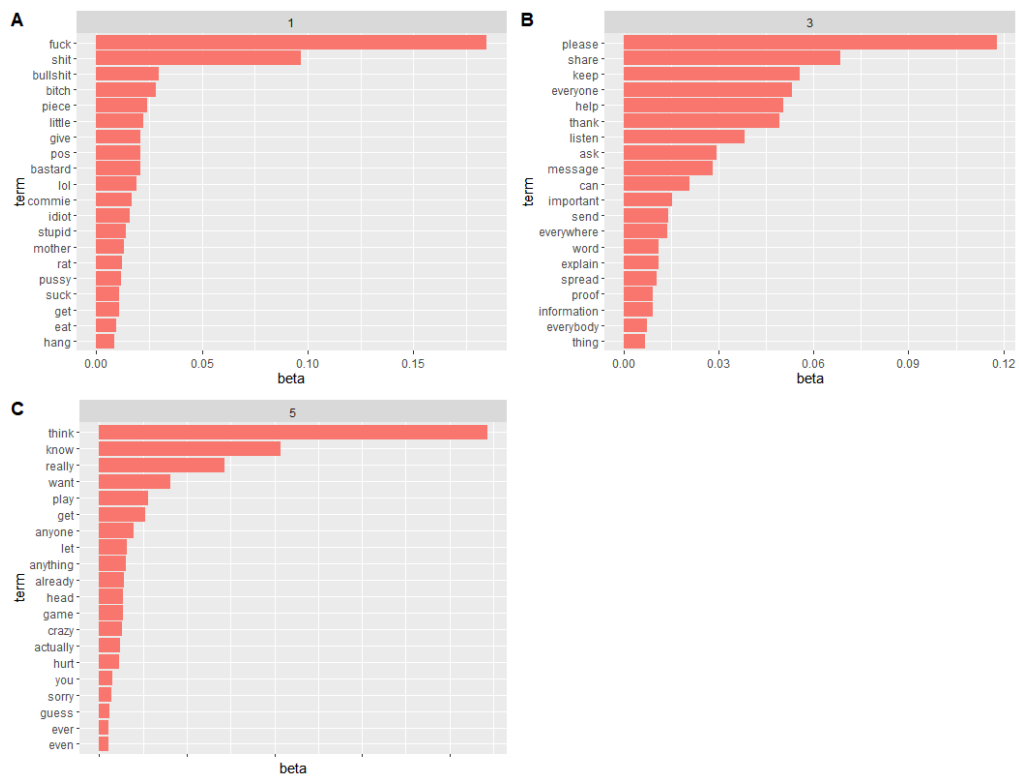 A
1
fuck
shit
bullshit
bitch
piece
little
give
pos
bastard
lol
commie
idiot
stupid
mother
rat
pussy
suck
get
eat
hang
term
0.00 0.05 0.10 0.15
beta
B
3
please
share
keep
everyone
help
thank
listen
ask
message
can
important
send
everywhere
word
explain
spread
proof
information
everybody
thing
term
0.00 0.03 0.06 0.09 0.12
beta
C
5
think
know
really
want
play
get
anyone
let
anything
already
head
game
crazy
actually
hurt
you
sorry
guess
ever
even
term
beta